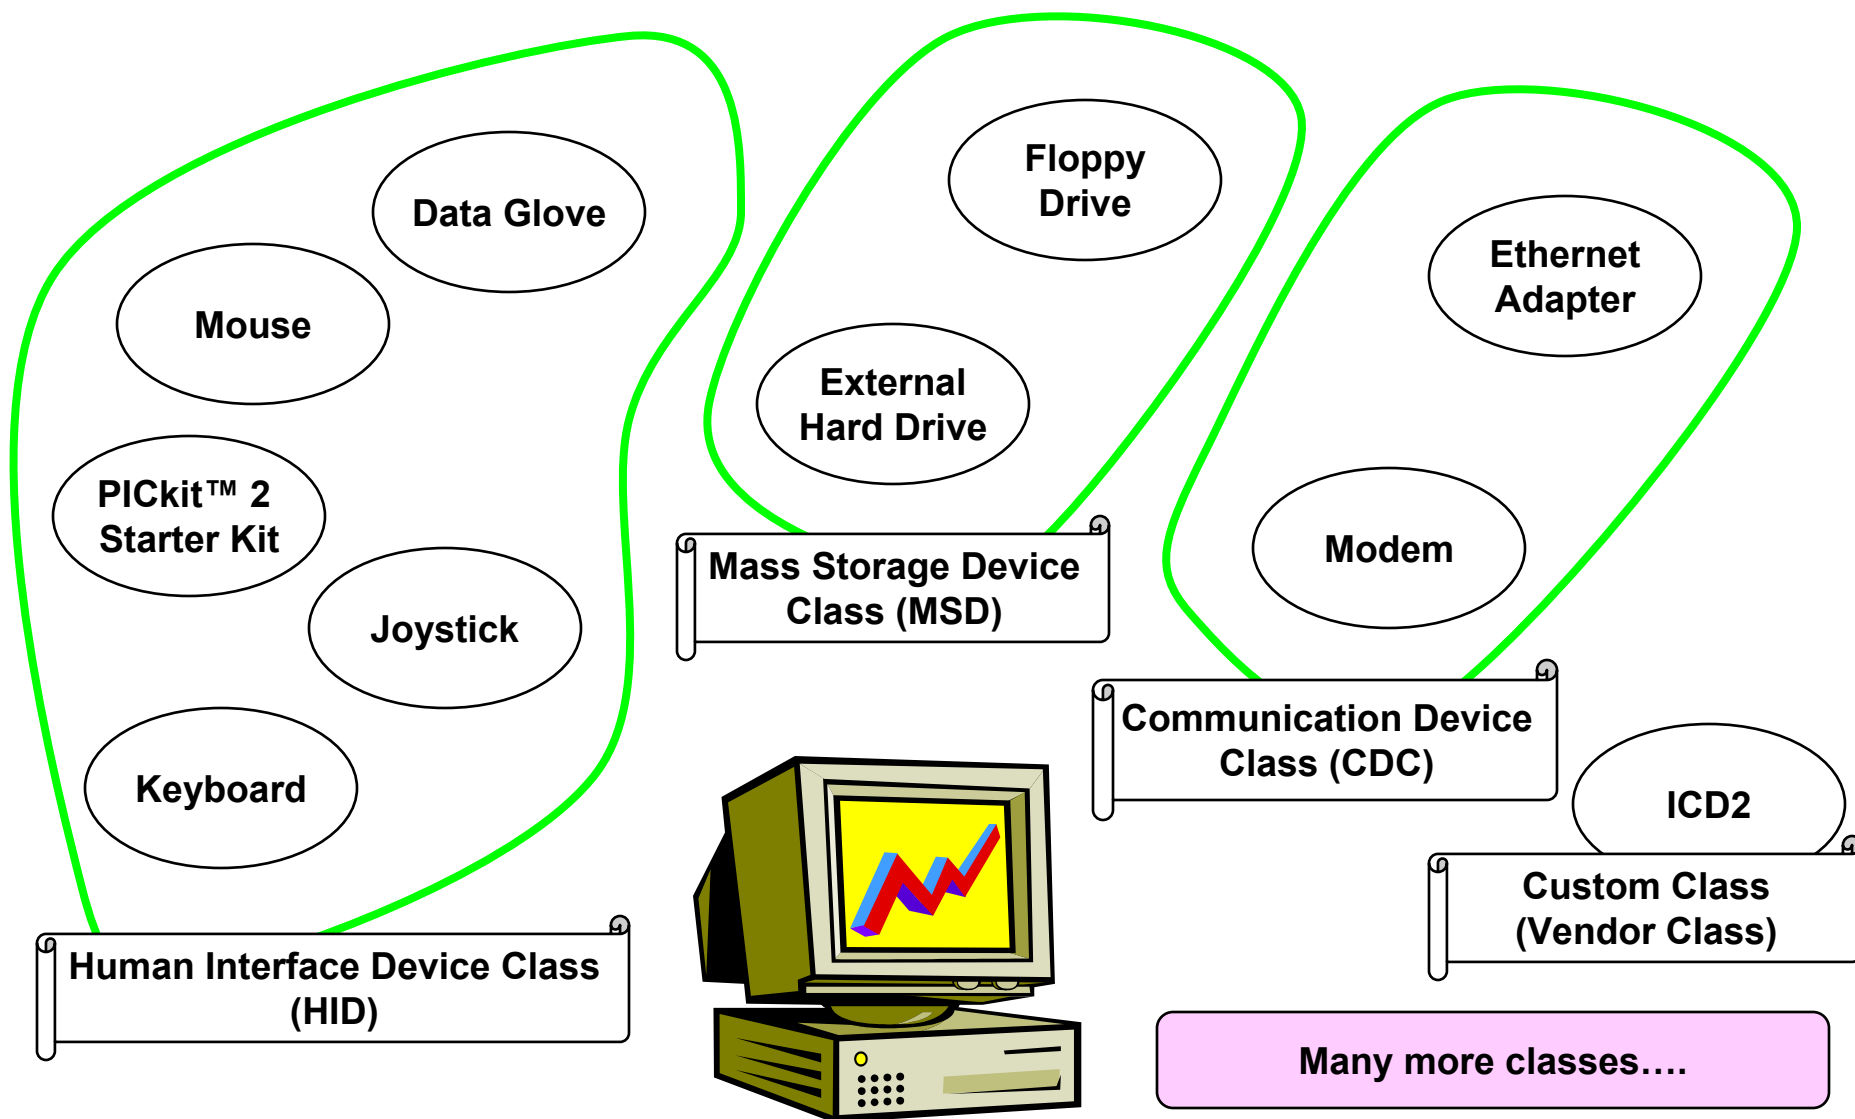 Data Glove
Mouse
PICkit™ 2
Starter Kit
Joystick
Keyboard
Human Interface Device Class
(HID)
Floppy
Drive
External
Hard Drive
Mass Storage Device
Class (MSD)
Ethernet
Adapter
Modem
Communication Device
Class (CDC)
ICD2
Custom Class
(Vendor Class)
Many more classes....